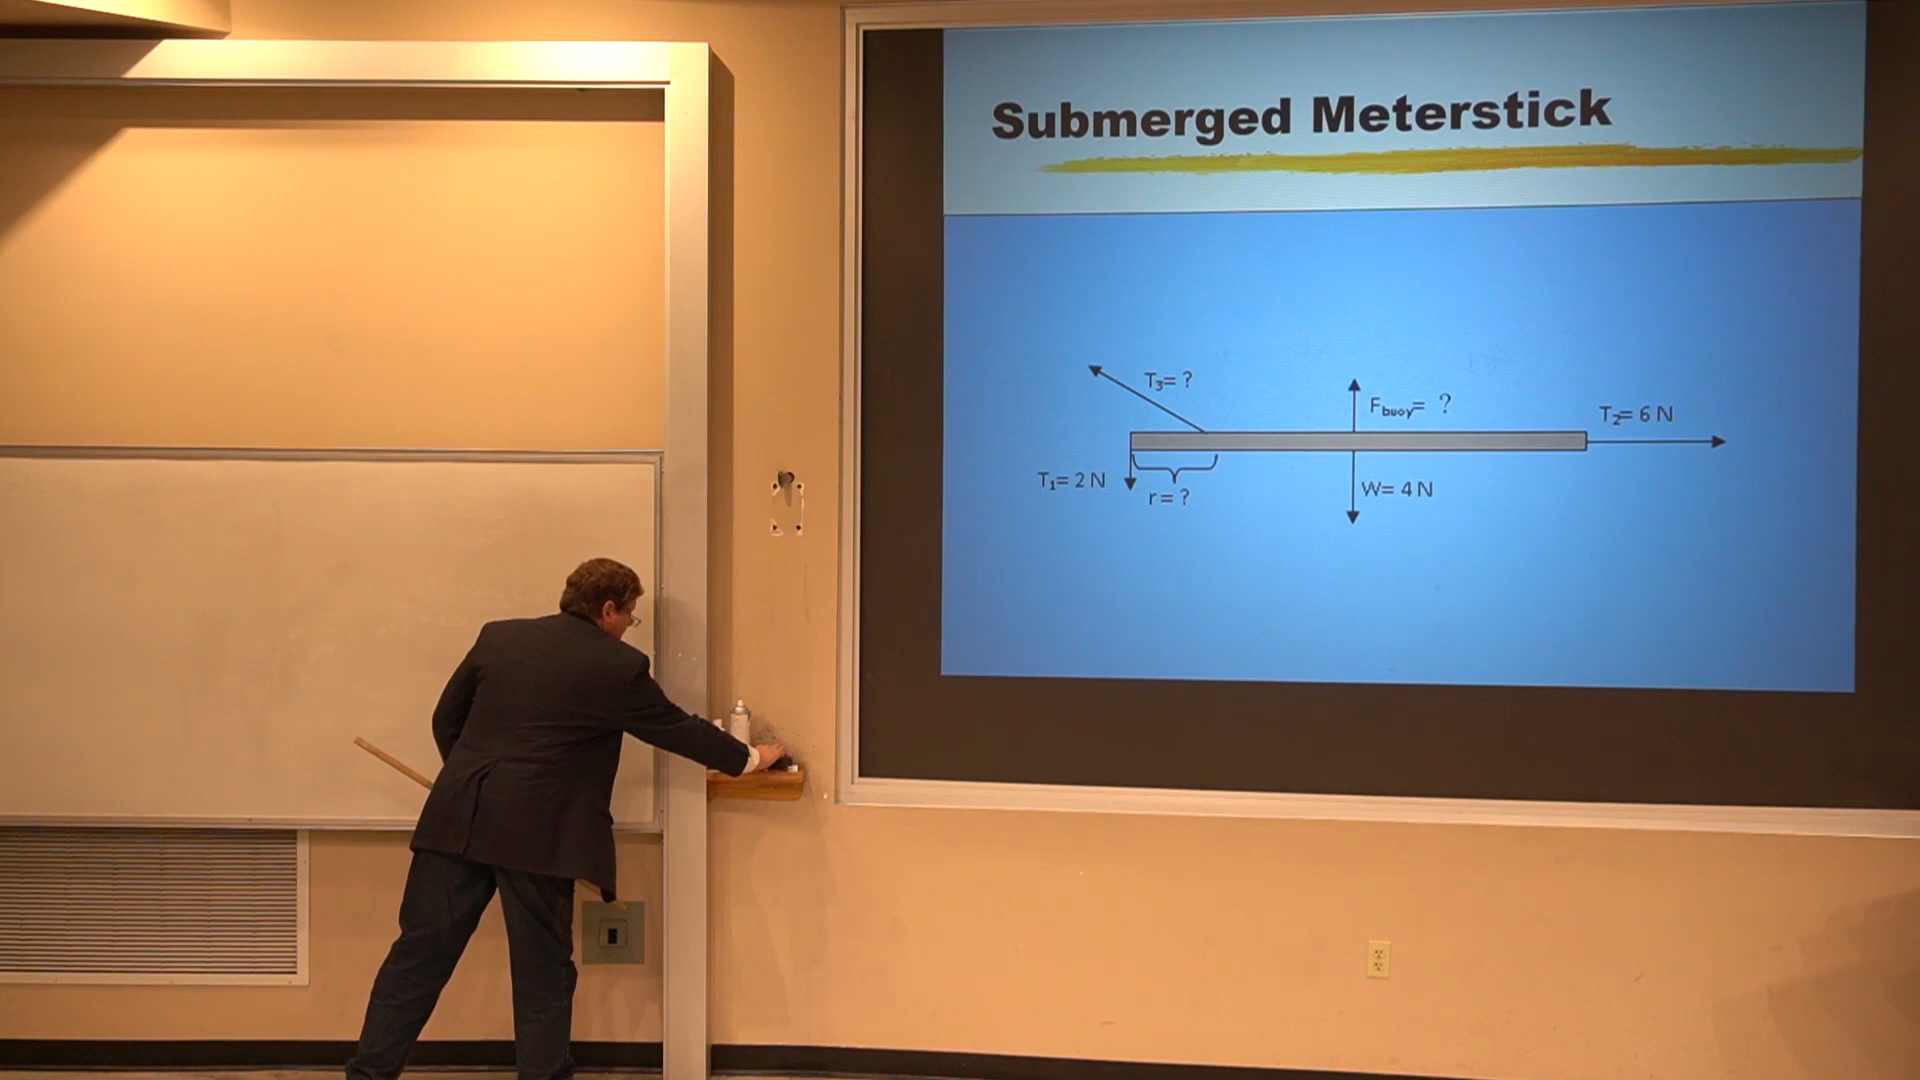 Submerged Meterstick
T₃= ?
F_buoy= ?
T₂= 6 N
T₁= 2 N
r= ?
W= 4 N